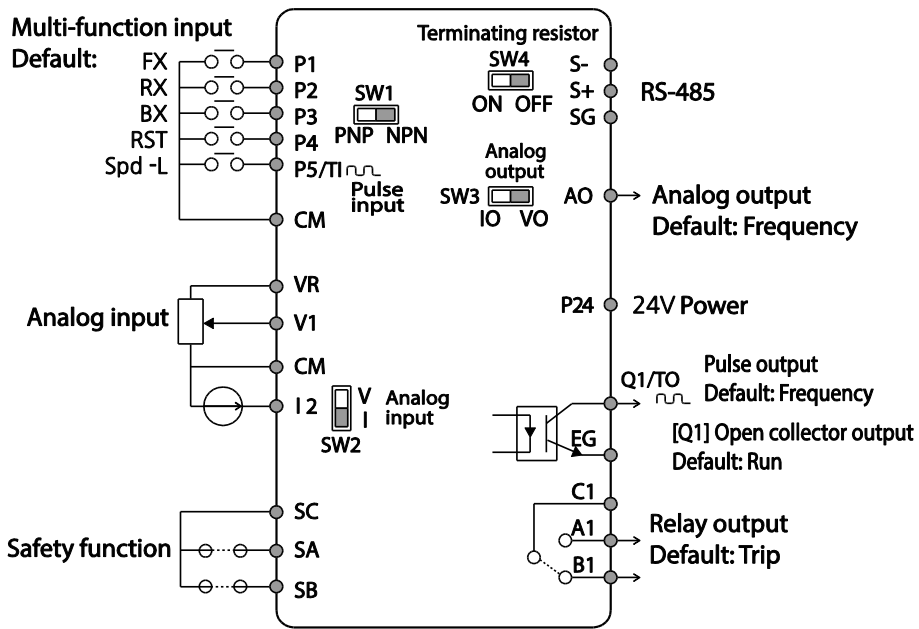 Multi-function input
Default:
FX
RX
BX
RST
Spd -L
P1
P2
P3
P4
P5/TI
CM
SW1
PNP NPN
Pulse
input
Terminating resistor
SW4
ON OFF
S-
S+
SG
RS-485
Analog
output
SW3
IO VO
AO
Analog output
Default: Frequency
Analog input
VR
V1
CM
I 2
V
I
SW2
Analog
input
P24
24V Power
Q1/TO
Pulse output
Default: Frequency
EG
[Q1] Open collector output
Default: Run
Safety function
SC
SA
SB
C1
A1
B1
Relay output
Default: Trip